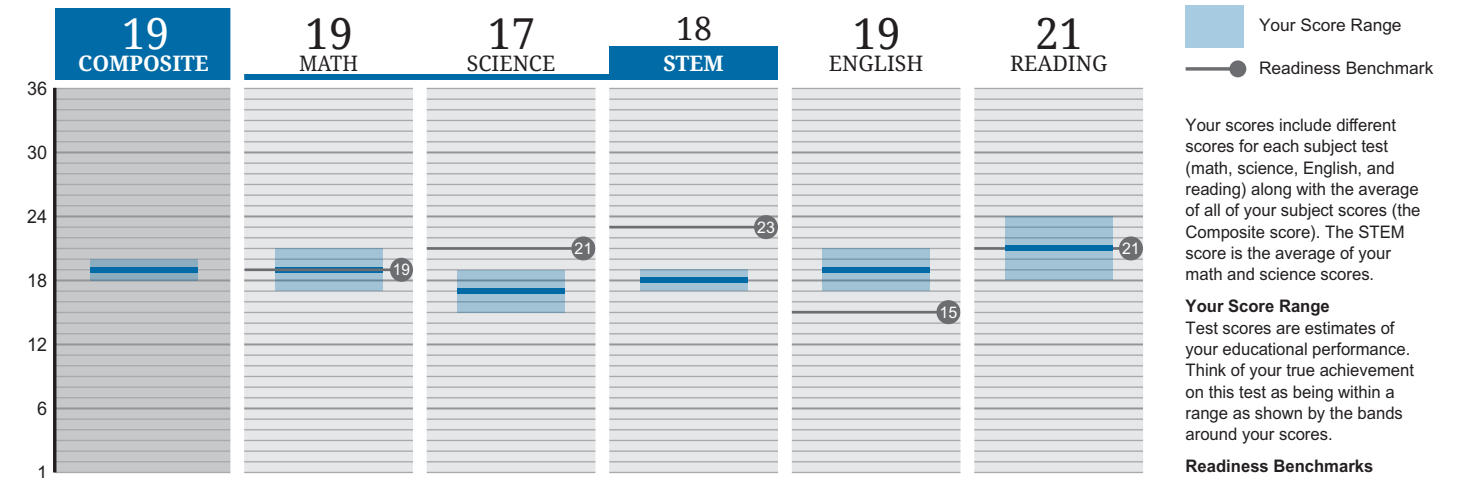 19
COMPOSITE
19
MATH
17
SCIENCE
18
STEM
19
ENGLISH
21
READING
36
30
24
18
12
6
1
19
21
23
15
21
Your Score Range
Readiness Benchmark
Your scores include different
scores for each subject test
(math, science, English, and
reading) along with the average
of all of your subject scores (the
Composite score). The STEM
score is the average of your
math and science scores.
Your Score Range
Test scores are estimates of
your educational performance.
Think of your true achievement
on this test as being within a
range as shown by the bands
around your scores.
Readiness Benchmarks